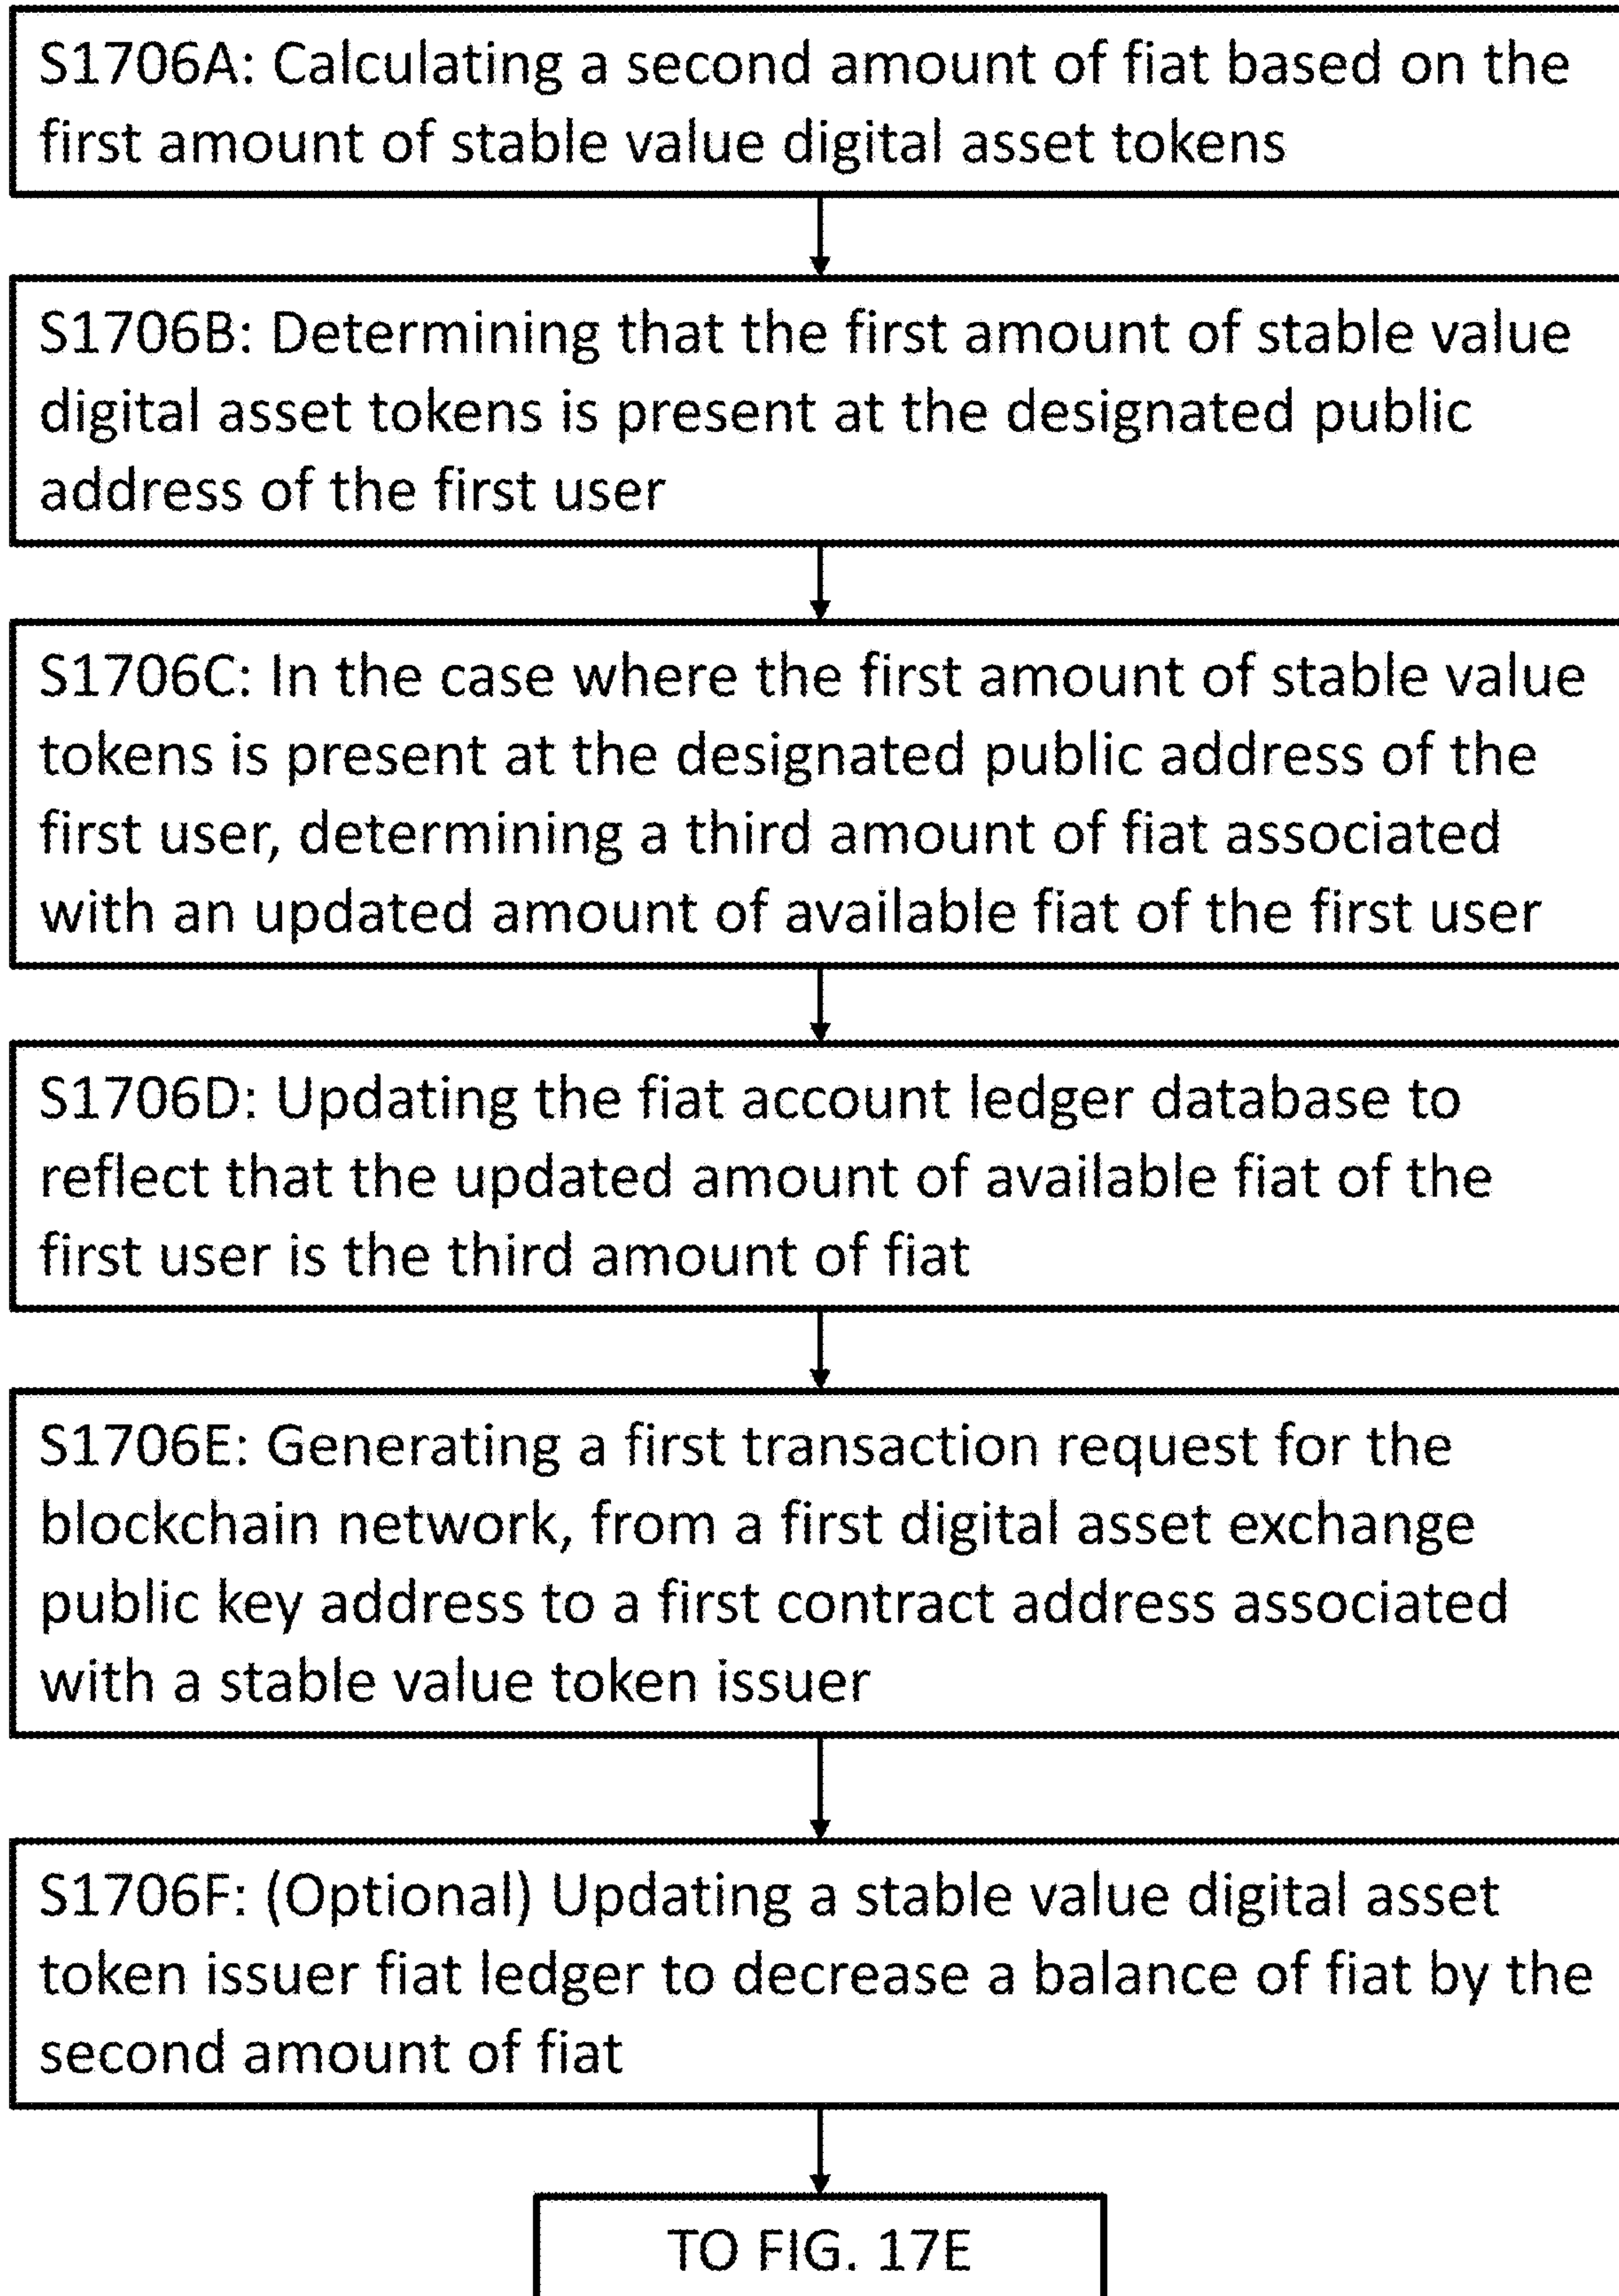 S1706A: Calculating a second amount of fiat based on the
first amount of stable value digital asset tokens
S1706B: Determining that the first amount of stable value
digital asset tokens is present at the designated public
address of the first user
S1706C: In the case where the first amount of stable value
tokens is present at the designated public address of the
first user, determining a third amount of fiat associated
with an updated amount of available fiat of the first user
S1706D: Updating the fiat account ledger database to
reflect that the updated amount of available fiat of the
first user is the third amount of fiat
S1706E: Generating a first transaction request for the
blockchain network, from a first digital asset exchange
public key address to a first contract address associated
with a stable value token issuer
S1706F: (Optional) Updating a stable value digital asset
token issuer fiat ledger to decrease a balance of fiat by the
second amount of fiat
TO FIG. 17E